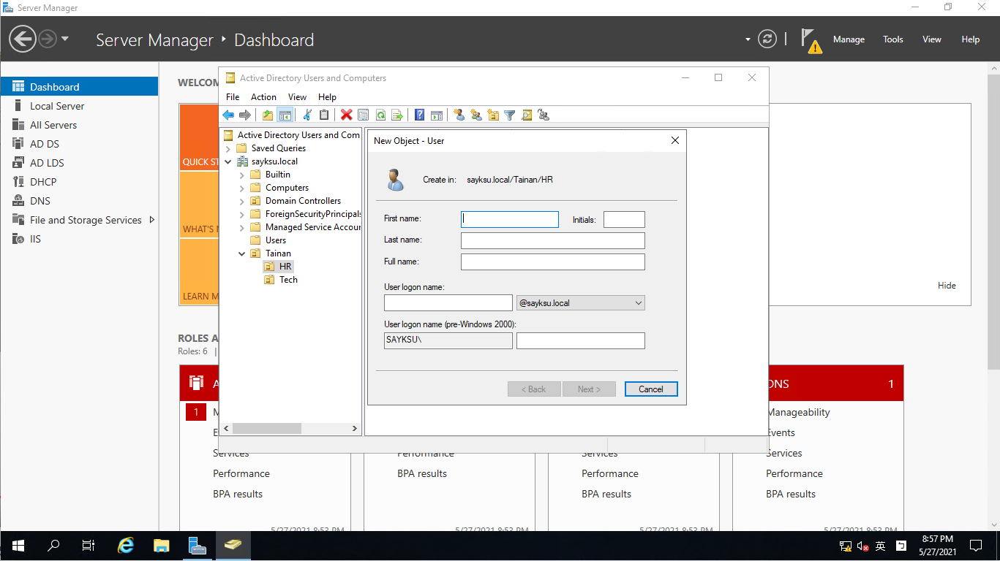 Server Manager
Server Manager
Dashboard
Manage
Tools
View
Help
Dashboard
Local Server
All Servers
AD DS
AD LDS
DHCP
DNS
File and Storage Services
IIS
WELCOM
QUICK ST
WHAT'S N
LEARN M
Hide
ROLES A
Roles: 6 |
Active Directory Users and Computers
File
Action
View
Help
Active Directory Users and Com
Saved Queries
sayksu.local
Builtin
Computers
Domain Controllers
ForeignSecurityPrincipals
Managed Service Accour
Users
Tainan
HR
Tech
New Object - User
Create in: sayksu.local/Tainan/HR
First name:
Initials:
Last name:
Full name:
User logon name:
@sayksu.local
User logon name (pre-Windows 2000):
SAYKSU\
< Back
Next >
Cancel
A
1
M
E
Services
Performance
BPA results
5/27/2021 8:53 PM
Performance
BPA results
5/27/2021 8:53 PM
Services
Performance
BPA results
5/27/2021 8:53 PM
DNS
1
Manageability
Events
Services
Performance
BPA results
5/27/2021 8:53 PM
英
8:57 PM
5/27/2021